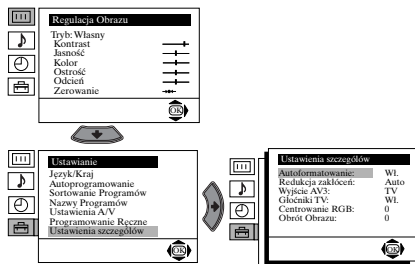 Regulacja Obrazu
Tryb: Własny
Kontrast
Jasność
Kolor
Ostrość
Odcień
Zerowanie
OK
Ustawianie
Język/Kraj
Autoprogramowanie
Sortowanie Programów
Nazwy Programów
Ustawienia A/V
Programowanie Ręczne
Ustawienia szczegółów
OK
Ustawienia szczegółów
Autoformatowanie: Wł.
Redukcja zakłóceń: Auto
Wyjście AV3: TV
Głośniki TV: Wł.
Centrowanie RGB: 0
Obrót Obrazu: 0
OK